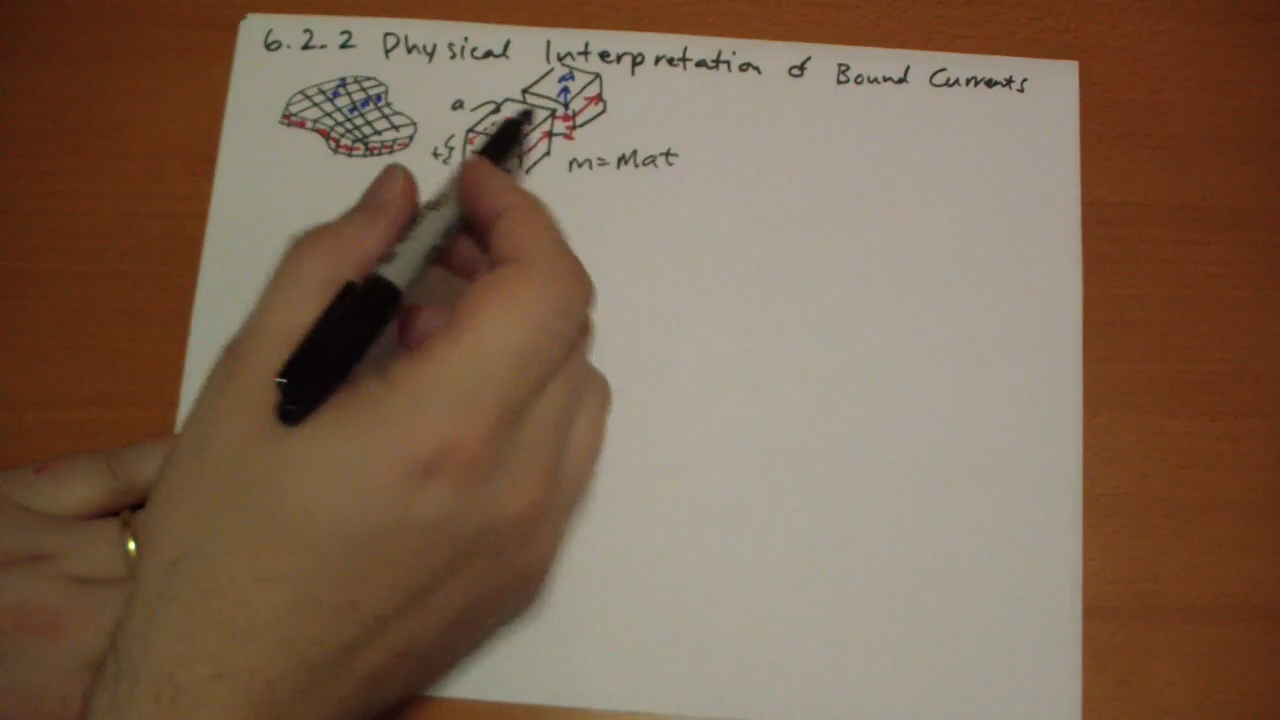 6.2.2 Physical Interpretation of Bound Currents
a
t
m = Mat
I